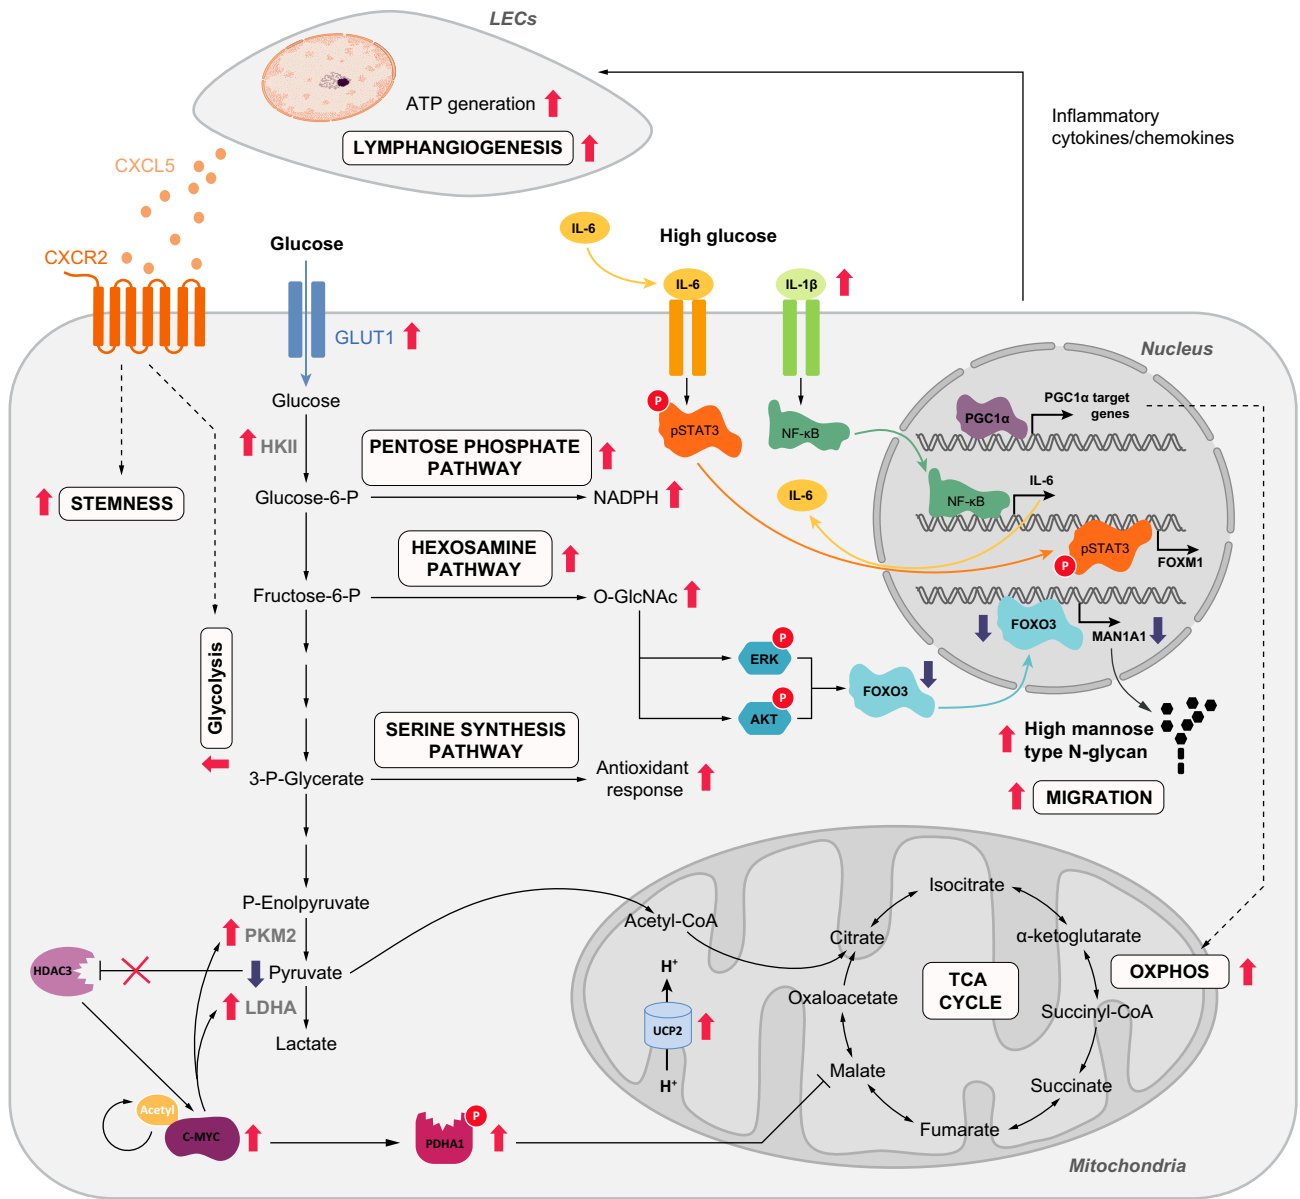 LECs
ATP generation
LYMPHANGIOGENESIS
Inflammatory
cytokines/chemokines
CXCL5
CXCR2
Glucose
IL-6
High glucose
IL-6
IL-1β
GLUT1
Nucleus
Glucose
HKII
P
pSTAT3
NF-κB
PGC1α
PGC1α target
genes
PENTOSE PHOSPHATE
PATHWAY
STEMNESS
Glucose-6-P
NADPH
IL-6
NF-κB
IL-6
pSTAT3
P
FOXM1
HEXOSAMINE
PATHWAY
Fructose-6-P
O-GlcNAc
FOXO3
MAN1A1
P
ERK
P
AKT
FOXO3
Glycolysis
SERINE SYNTHESIS
PATHWAY
High mannose
type N-glycan
3-P-Glycerate
Antioxidant
response
MIGRATION
P-Enolpyruvate
PKM2
HDAC3
Pyruvate
LDHA
Lactate
Acetyl-CoA
Isocitrate
Citrate
α-ketoglutarate
OXPHOS
H+
UCP2
H+
Oxaloacetate
TCA
CYCLE
Succinyl-CoA
Malate
Succinate
Fumarate
Acetyl
C-MYC
P
PDHA1
Mitochondria